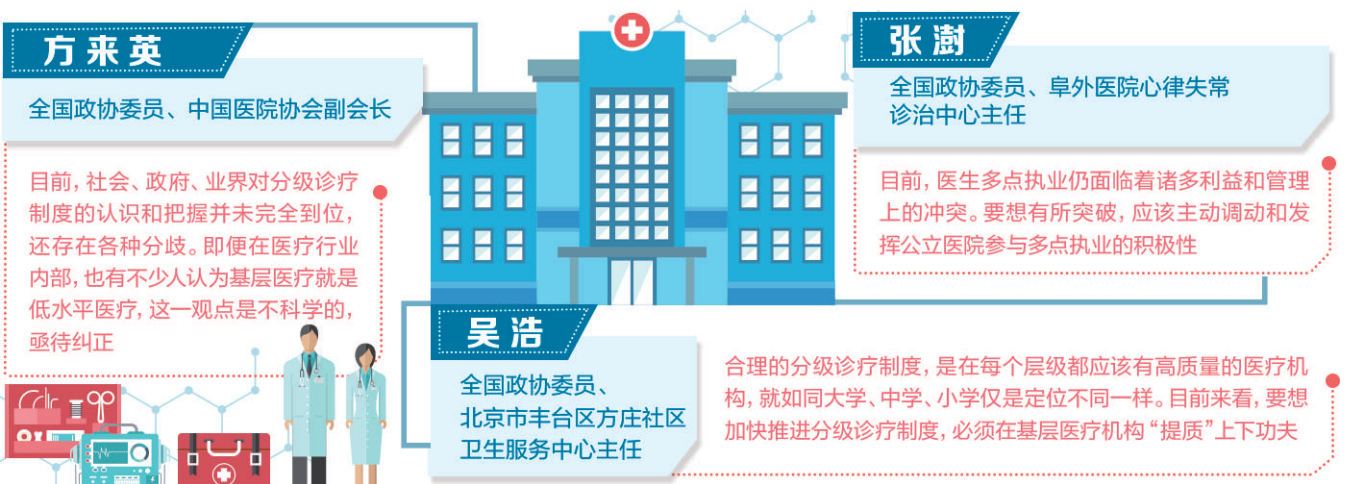 方来英
全国政协委员、中国医院协会副会长
目前,社会、政府、业界对分级诊疗
制度的认识和把握并未完全到位,
还存在各种分歧。即便在医疗行业
内部,也有不少人认为基层医疗就是
低水平医疗,这一观点是不科学的,
亟待纠正
张澍
全国政协委员、阜外医院心律失常
诊治中心主任
目前,医生多点执业仍面临着诸多利益和管理
上的冲突。要想有所突破,应该主动调动和发
挥公立医院参与多点执业的积极性
吴浩
全国政协委员、
北京市丰台区方庄社区
卫生服务中心主任
合理的分级诊疗制度,是在每个层级都应该有高质量的医疗机
构,就如同大学、中学、小学仅是定位不同一样。目前来看,要想
加快推进分级诊疗制度,必须在基层医疗机构“提质”上下功夫